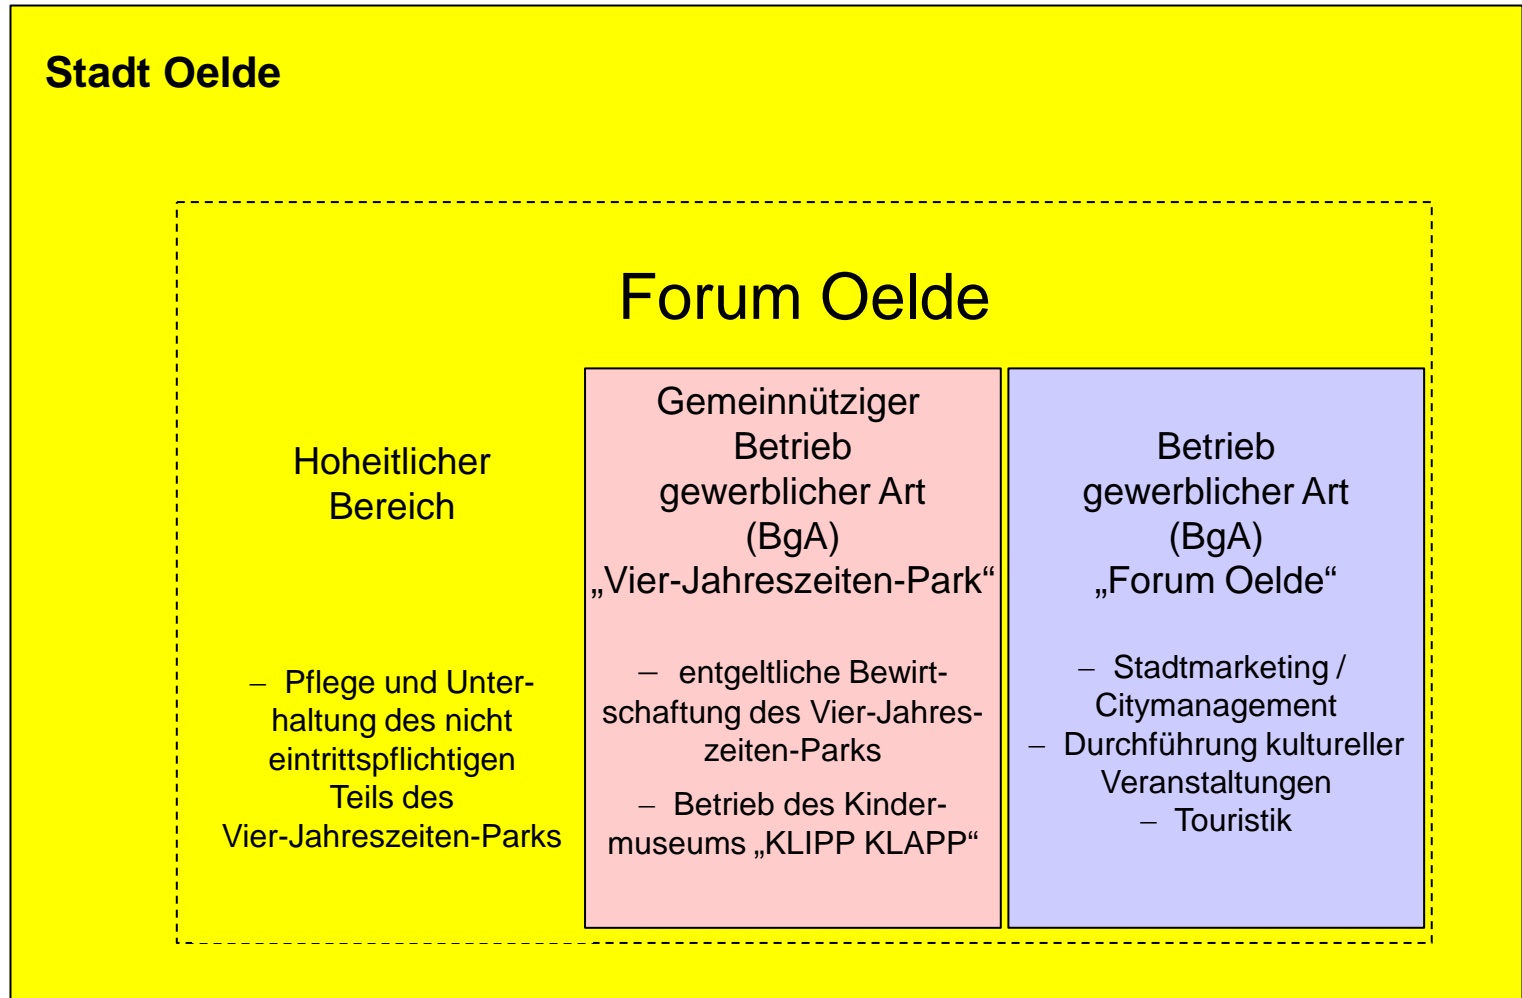 Stadt Oelde
Forum Oelde
Hoheitlicher
Bereich
– Pflege und Unter-
haltung des nicht
eintrittspflichtigen
Teils des
Vier-Jahreszeiten-Parks
Gemeinnütziger
Betrieb
gewerblicher Art
(BgA)
„Vier-Jahreszeiten-Park“
– entgeltliche Bewirt-
schaftung des Vier-Jahres-
zeiten-Parks
– Betrieb des Kinder-
museums „KLIPP KLAPP“
Betrieb
gewerblicher Art
(BgA)
„Forum Oelde“
– Stadtmarketing /
Citymanagement
– Durchführung kultureller
Veranstaltungen
– Touristik